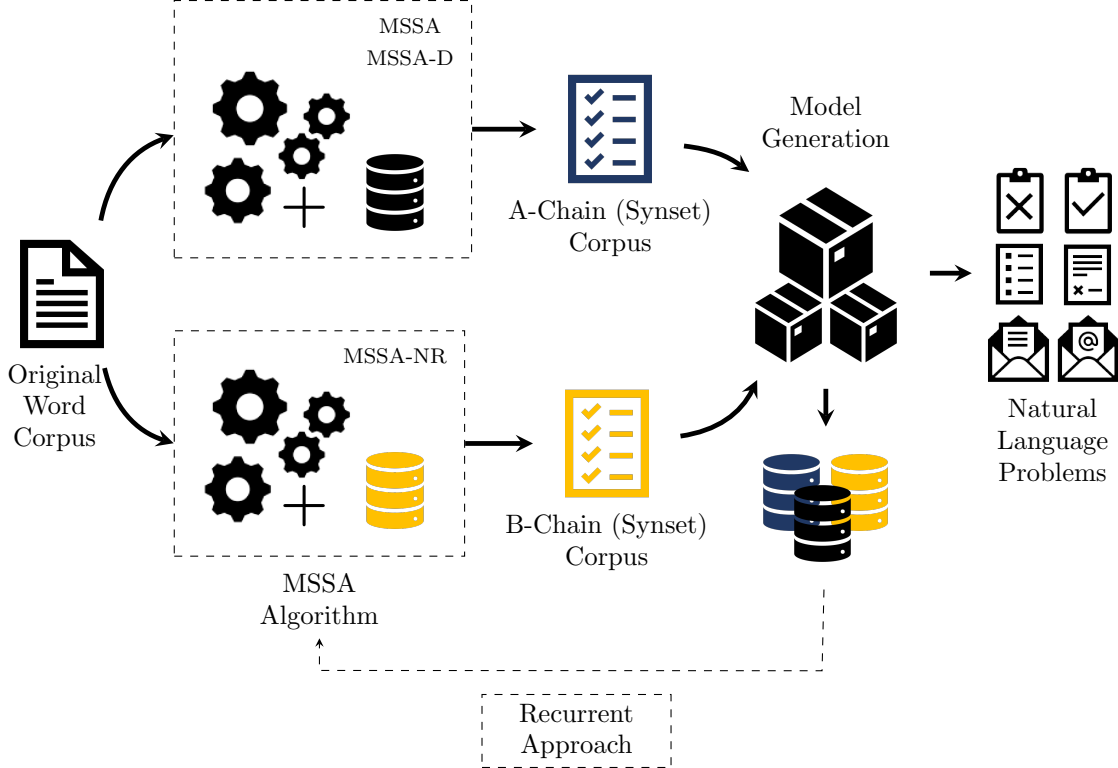 MSSA
MSSA-D
Model
Generation
A-Chain (Synset)
Corpus
Original
Word
Corpus
MSSA-NR
Natural
Language
Problems
B-Chain (Synset)
Corpus
MSSA
Algorithm
Recurrent
Approach
@